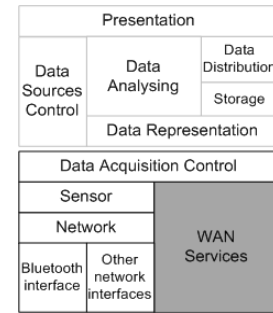 Presentation
Data
Sources
Control
Data
Analysing
Data
Distribution
Storage
Data Representation
Data Acquisition Control
Sensor
Network
Bluetooth
interface
Other
network
interfaces
WAN
Services